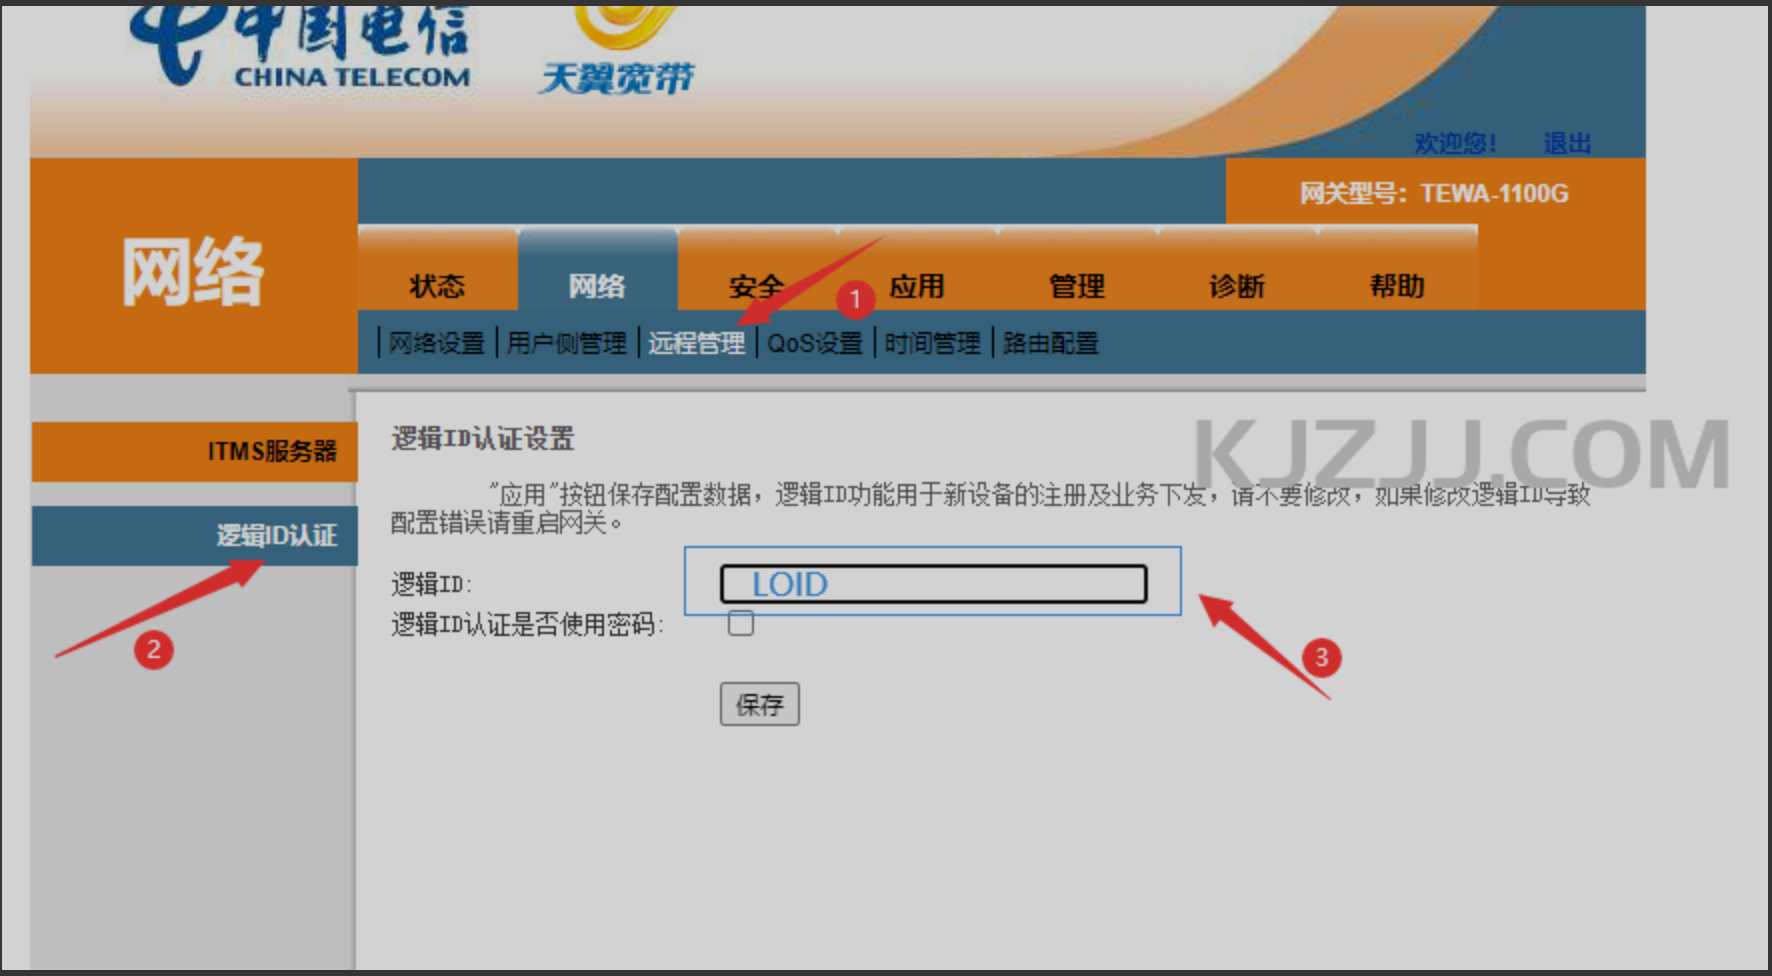 中国电信
CHINA TELECOM
天翼宽带
欢迎您! 退出
网关型号: TEWA-1100G
网络
状态 网络 安全 应用 管理 诊断 帮助
1
网络设置 用户侧管理 远程管理 QoS设置 时间管理 路由配置
ITMS服务器
逻辑ID认证
2
逻辑ID认证设置
KJZJJ.COM
"应用"按钮保存配置数据，逻辑ID功能用于新设备的注册及业务下发，请不要修改，如果修改逻辑ID导致
配置错误请重启网关。
逻辑ID: LOID
逻辑ID认证是否使用密码:
3
保存